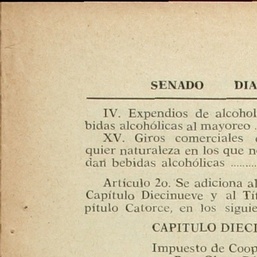 SENADO DIA
IV. Expendios de alcohol
bidas alcohólicas al mayoreo
XV. Giros comerciales
quier naturaleza en los que n
dan bebidas alcohólicas ..........
Artículo 2o. Se adiciona al
Capítulo Diecinueve y al Tí
pítulo Catorce, en los siguie
CAPITULO DIECI
Impuesto de Coop